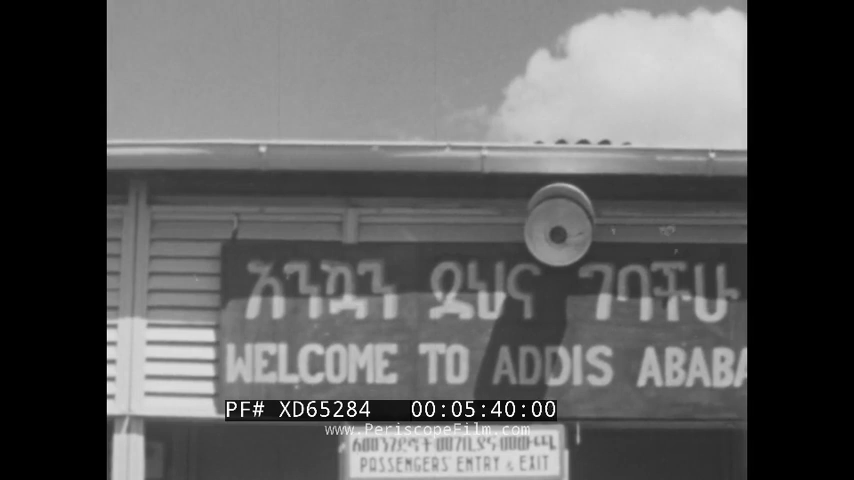 እንኳን ደህና ገባችሁ
WELCOME TO ADDIS ABABA
PF# XD65284 00:05:40:00
www.PeriscopeFilm.com
PASSENGERS' ENTRY & EXIT